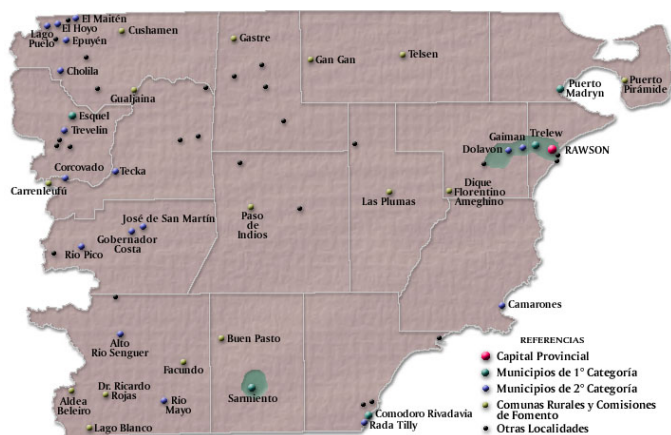 El Maitén
El Hoyo
Lago
Puelo
Epuyén
Cushamen
Gastre
Gan Gan
Telsen
Puerto
Madryn
Puerto
Pirámide
Cholila
Gualjaina
Esquel
Trevelin
Gaiman
Trelew
Dolavon
RAWSON
Corcovado
Tecka
Carrenleufú
Dique
Florentino
Ameghino
Las Plumas
Paso
de
Indios
José de San Martín
Gobernador
Costa
Río Pico
Camarones
Alto
Río Senguer
Buen Pasto
Facundo
Dr. Ricardo
Rojas
Aldea
Beleiro
Río
Mayo
Sarmiento
Lago Blanco
Comodoro Rivadavia
Rada Tilly
REFERENCIAS
Capital Provincial
Municipios de 1° Categoría
Municipios de 2° Categoría
Comunas Rurales y Comisiones
de Fomento
Otras Localidades